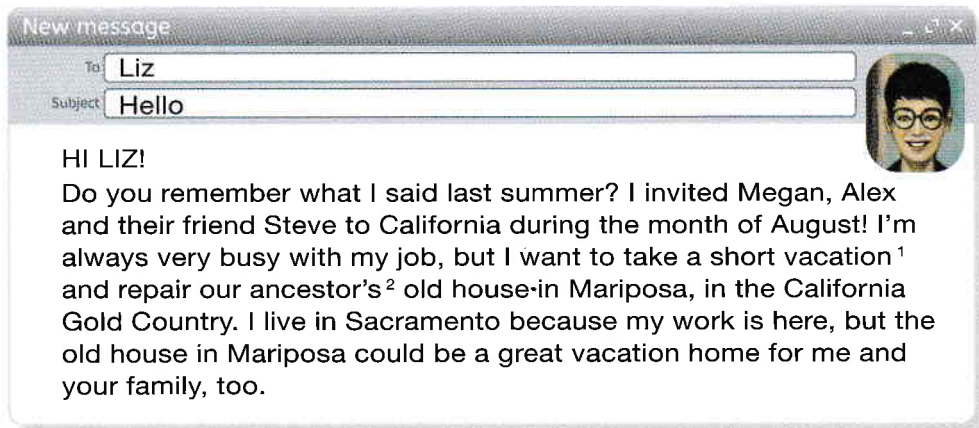 New message
To Liz
Subject Hello
HI LIZ!
Do you remember what I said last summer? I invited Megan, Alex
and their friend Steve to California during the month of August! I'm
always very busy with my job, but I want to take a short vacation¹
and repair our ancestor's² old house·in Mariposa, in the California
Gold Country. I live in Sacramento because my work is here, but the
old house in Mariposa could be a great vacation home for me and
your family, too.